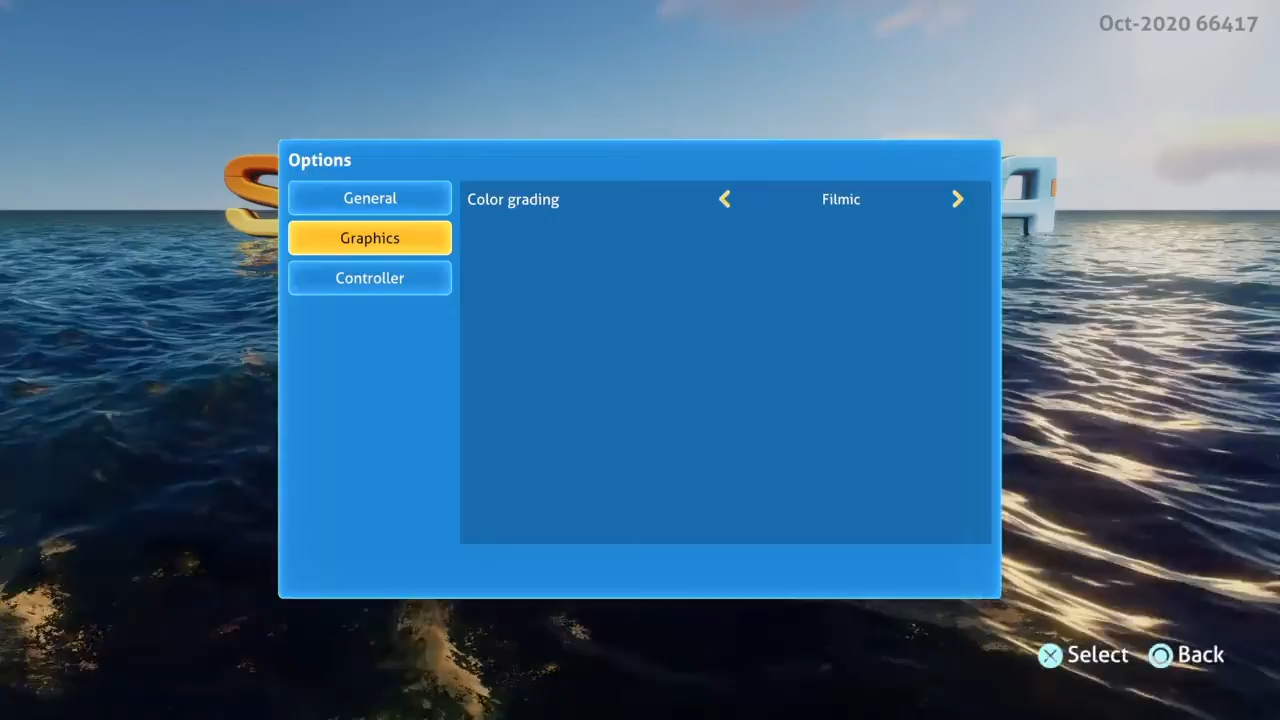 Oct-2020 66417
Options
General
Graphics
Controller
Color grading
Filmic
Select
Back